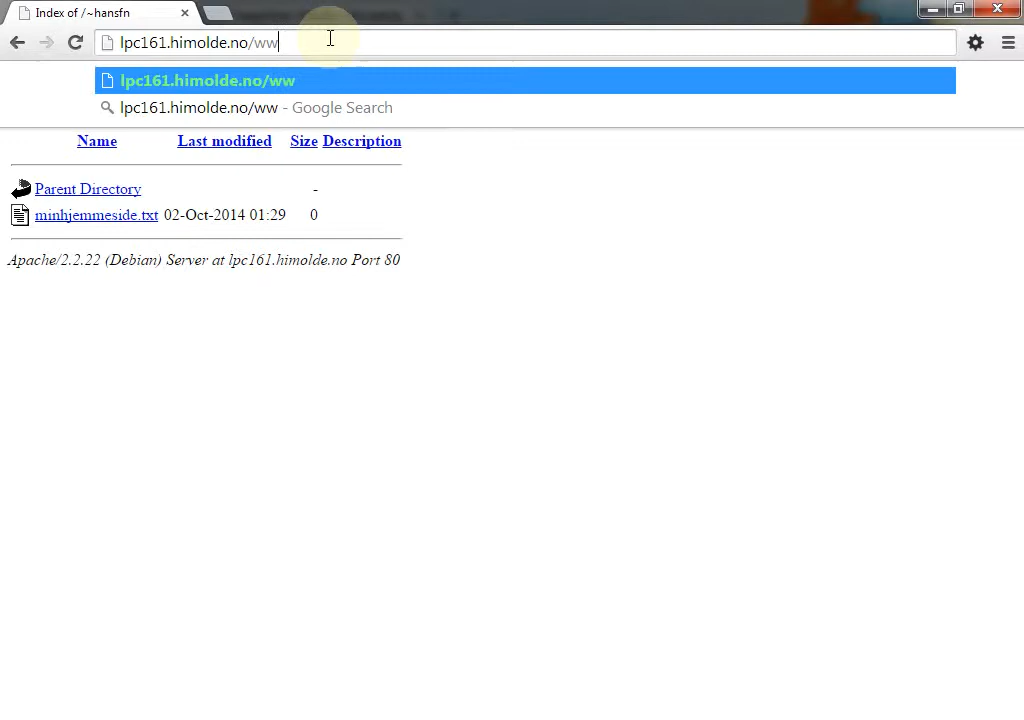 Index of /~hansfn
lpc161.himolde.no/ww
lpc161.himolde.no/ww
lpc161.himolde.no/ww - Google Search
Name Last modified Size Description
Parent Directory -
minhjemmeside.txt 02-Oct-2014 01:29 0
Apache/2.2.22 (Debian) Server at lpc161.himolde.no Port 80